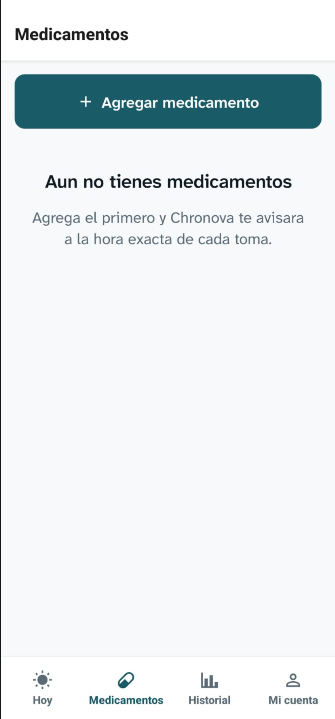 Medicamentos
+ Agregar medicamento
Aun no tienes medicamentos
Agrega el primero y Chronova te avisara
a la hora exacta de cada toma.
Hoy
Medicamentos
Historial
Mi cuenta